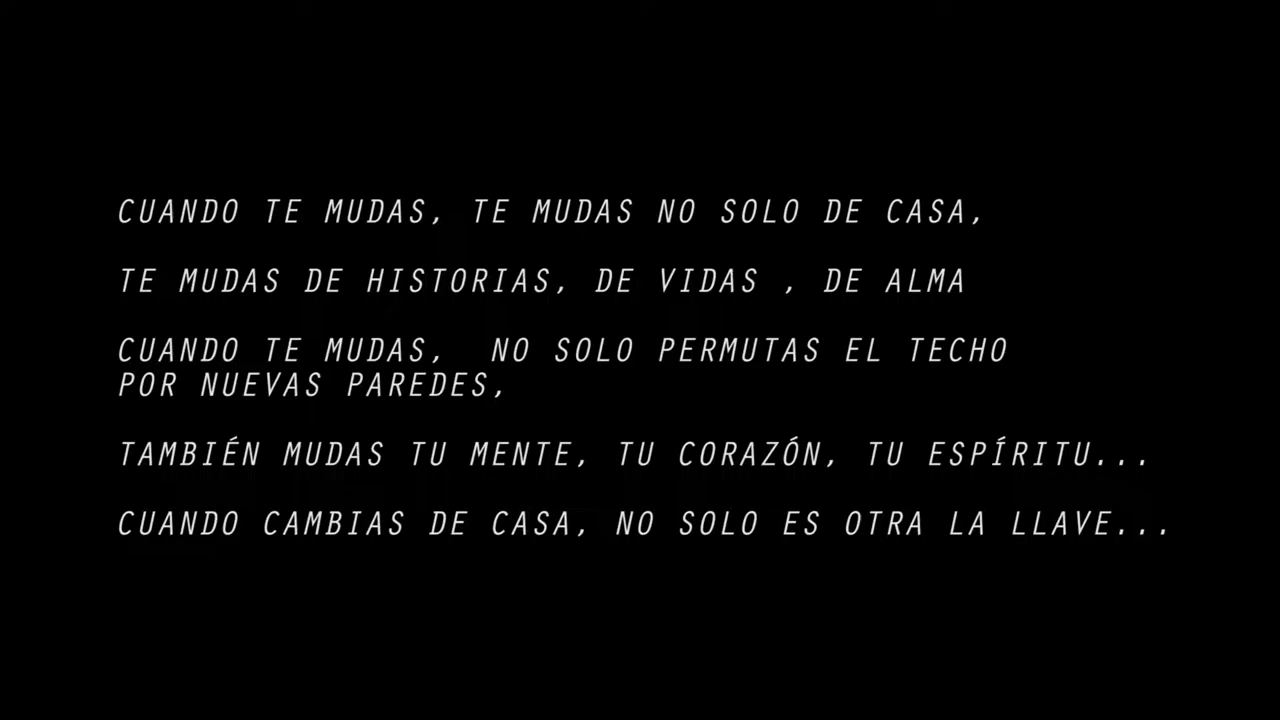 CUANDO TE MUDAS, TE MUDAS NO SOLO DE CASA,
TE MUDAS DE HISTORIAS, DE VIDAS , DE ALMA
CUANDO TE MUDAS,  NO SOLO PERMUTAS EL TECHO
POR NUEVAS PAREDES,
TAMBIÉN MUDAS TU MENTE, TU CORAZÓN, TU ESPÍRITU...
CUANDO CAMBIAS DE CASA, NO SOLO ES OTRA LA LLAVE...